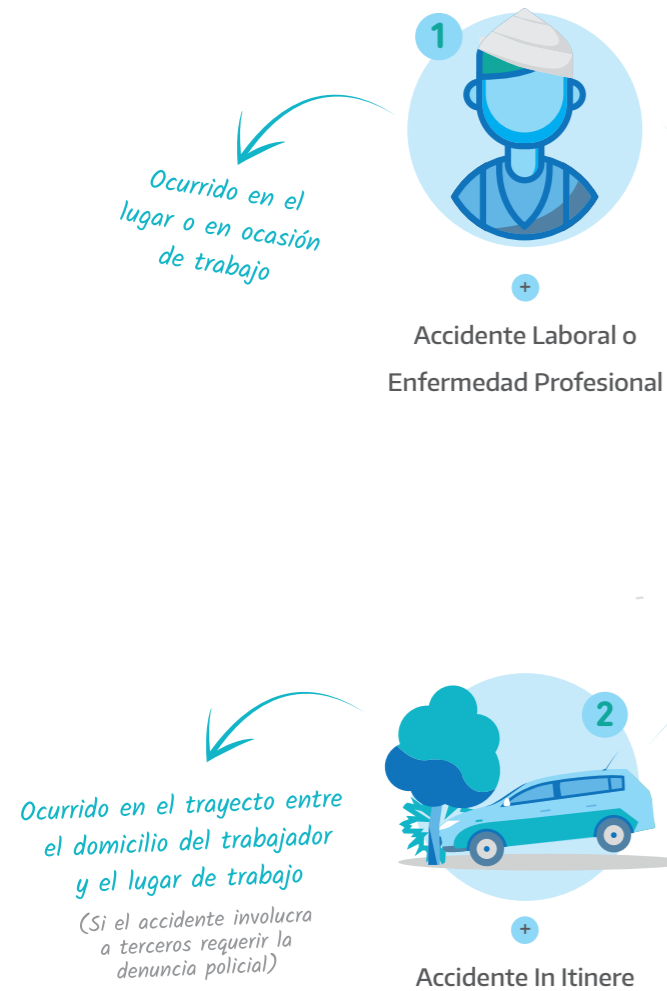 1
Ocurrido en el
lugar o en ocasión
de trabajo
+
Accidente Laboral o
Enfermedad Profesional
2
Ocurrido en el trayecto entre
el domicilio del trabajador
y el lugar de trabajo
(Si el accidente involucra
a terceros requerir la
denuncia policial)
+
Accidente In Itinere